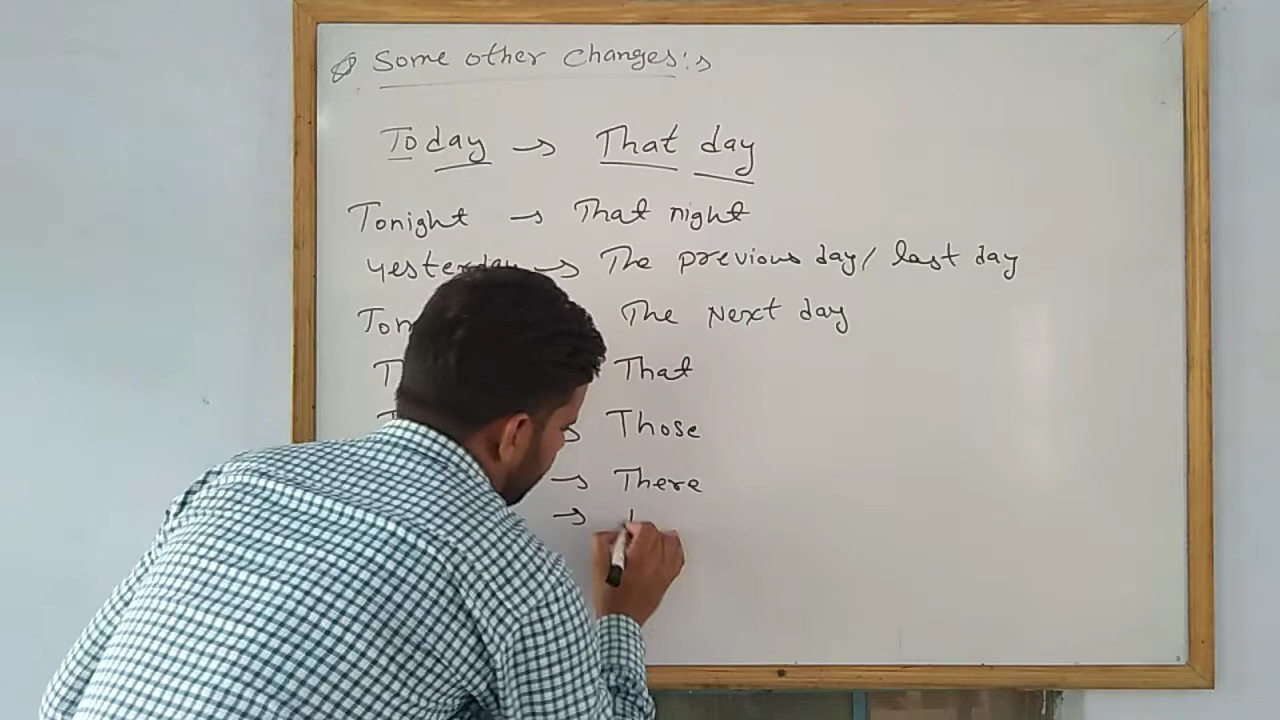 Some other changes:
Today → That day
Tonight → That night
yesterday → The previous day/ last day
The Next day
That
Those
→ There
→